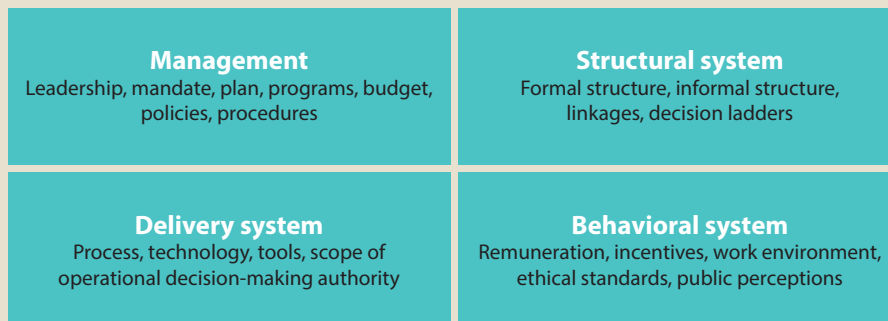 Management
Leadership, mandate, plan, programs, budget,
policies, procedures
Structural system
Formal structure, informal structure,
linkages, decision ladders
Delivery system
Process, technology, tools, scope of
operational decision-making authority
Behavioral system
Remuneration, incentives, work environment,
ethical standards, public perceptions